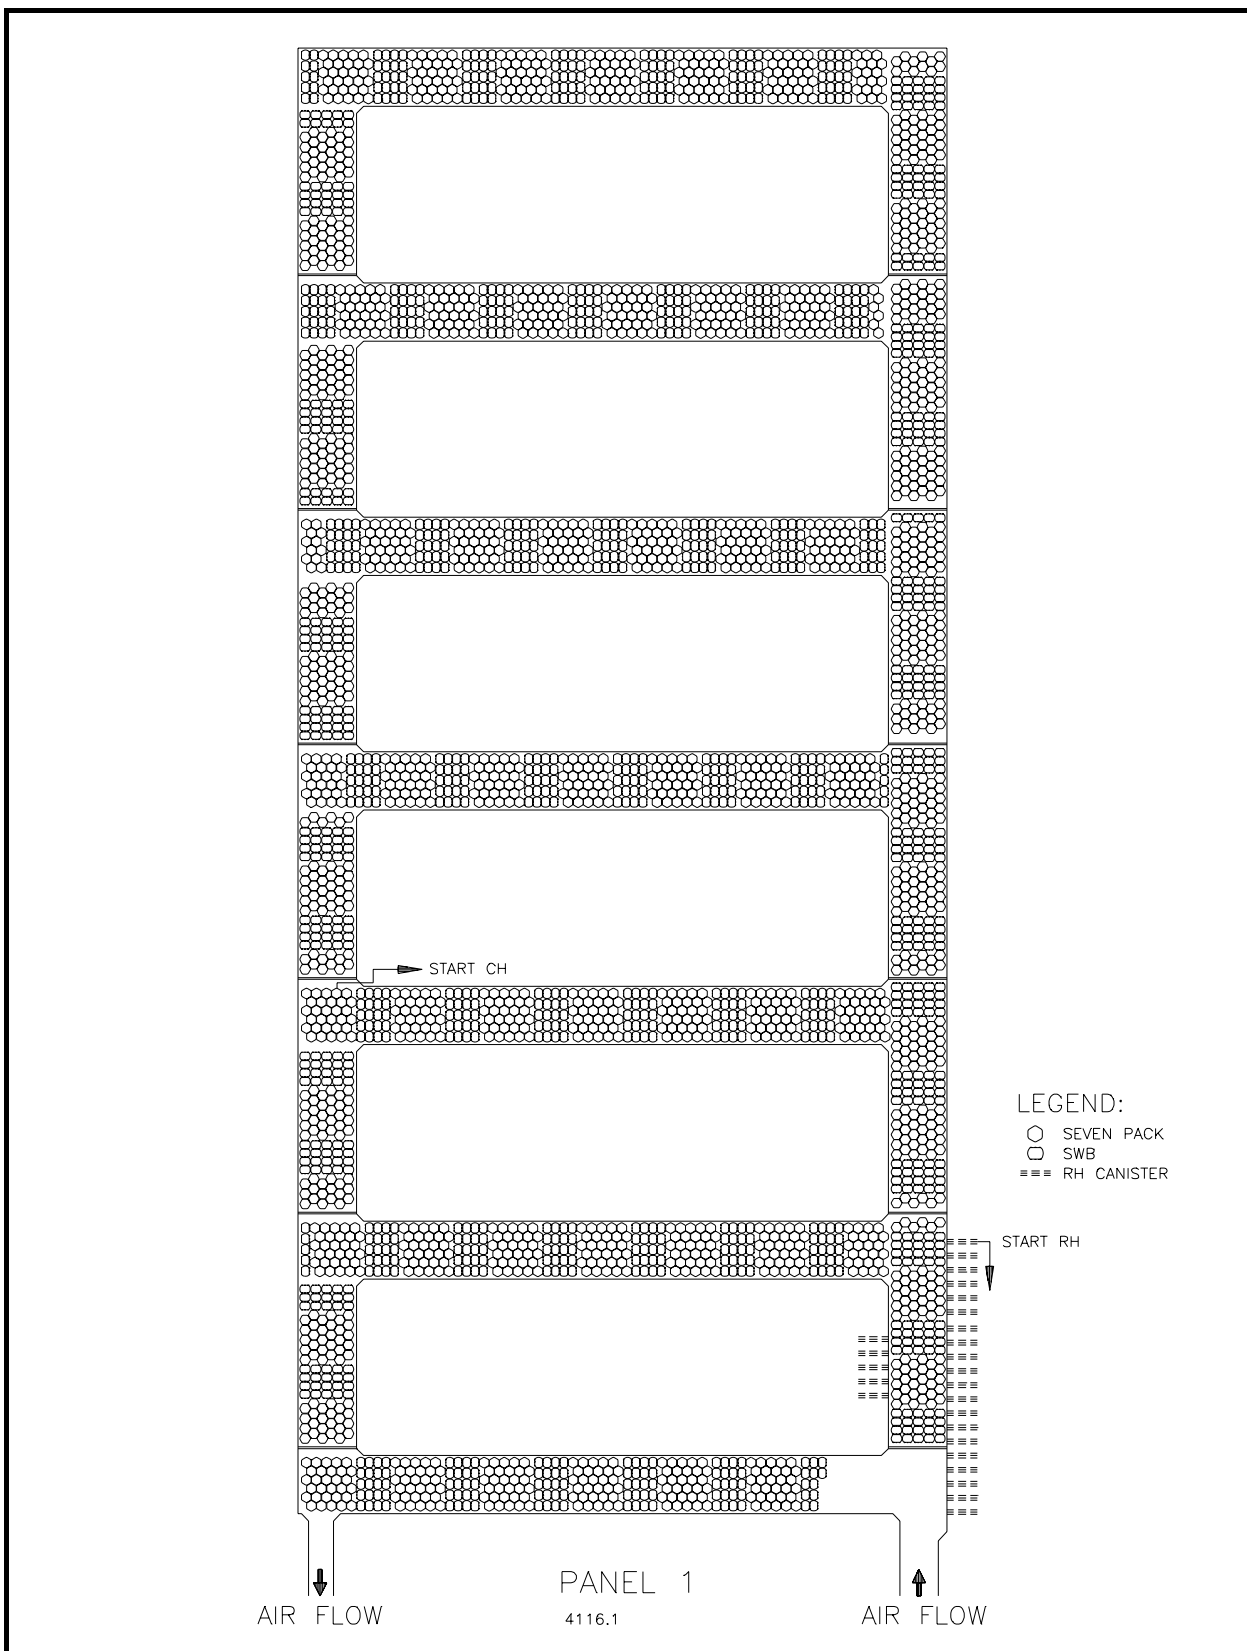 START CH
LEGEND:
SEVEN PACK
SWB
RH CANISTER
START RH
PANEL 1
4116.1
AIR FLOW
AIR FLOW